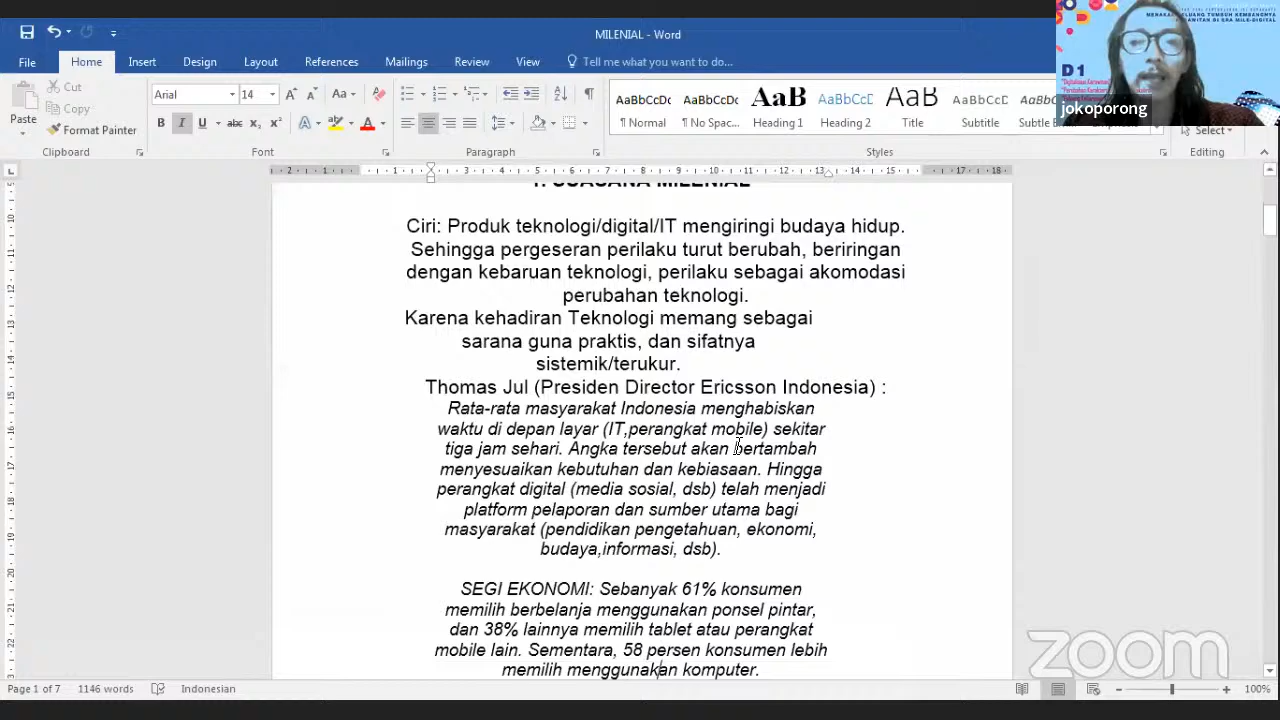 MILENIAL - Word
File Home Insert Design Layout References Mailings Review View Tell me what you want to do...
Cut
Copy
Format Painter
Paste
Clipboard
Arial 14
Font
Paragraph
AaBbCcDc AaBbCcDc AaB AaBbCcD AaB AaBbCcD AaBbCcDc
¶ Normal ¶ No Spac... Heading 1 Heading 2 Title Subtitle
Styles
Select
Editing
D1
jokoporong
1. SUASANA MILENIAL
Ciri: Produk teknologi/digital/IT mengiringi budaya hidup.
Sehingga pergeseran perilaku turut berubah, beriringan
dengan kebaruan teknologi, perilaku sebagai akomodasi
perubahan teknologi.
Karena kehadiran Teknologi memang sebagai
sarana guna praktis, dan sifatnya
sistemik/terukur.
Thomas Jul (Presiden Director Ericsson Indonesia) :
Rata-rata masyarakat Indonesia menghabiskan
waktu di depan layar (IT,perangkat mobile) sekitar
tiga jam sehari. Angka tersebut akan bertambah
menyesuaikan kebutuhan dan kebiasaan. Hingga
perangkat digital (media sosial, dsb) telah menjadi
platform pelaporan dan sumber utama bagi
masyarakat (pendidikan pengetahuan, ekonomi,
budaya,informasi, dsb).
SEGI EKONOMI: Sebanyak 61% konsumen
memilih berbelanja menggunakan ponsel pintar,
dan 38% lainnya memilih tablet atau perangkat
mobile lain. Sementara, 58 persen konsumen lebih
memilih menggunakan komputer.
zoom
Page 1 of 7 1146 words Indonesian 100%